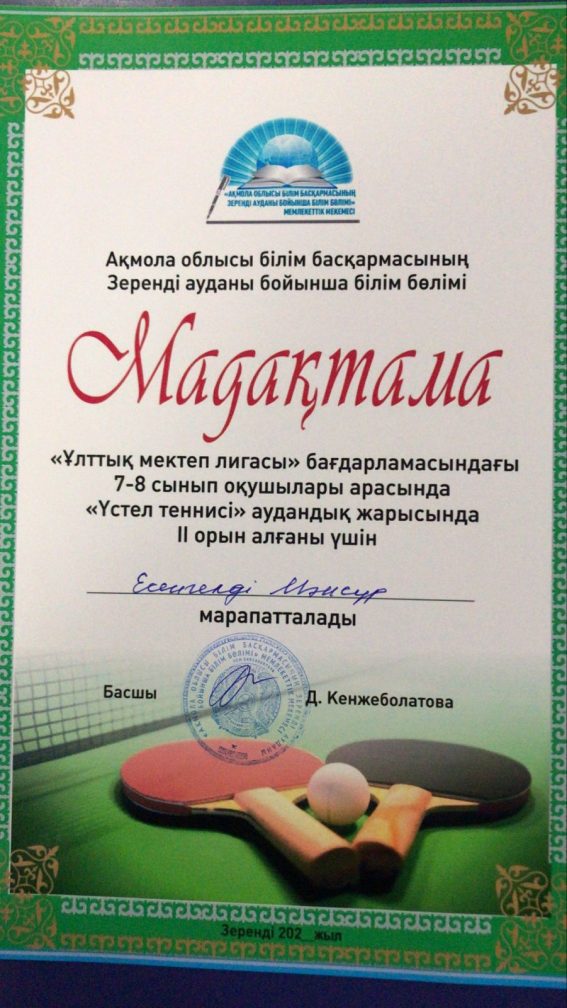 «АҚМОЛА ОБЛЫСЫ БІЛІМ БАСҚАРМАСЫНЫҢ
ЗЕРЕНДІ АУДАНЫ БОЙЫНША БІЛІМ БӨЛІМІ»
МЕМЛЕКЕТТІК МЕКЕМЕСІ
Ақмола облысы білім басқармасының
Зеренді ауданы бойынша білім бөлімі
Мадақтама
«Ұлттық мектеп лигасы» бағдарламасындағы
7-8 сынып оқушылары арасында
«Үстел теннисі» аудандық жарысында
II орын алғаны үшін
Есенгелді Мансур
марапатталады
Басшы
Д. Кенжеболатова
Зеренді 202_ жыл